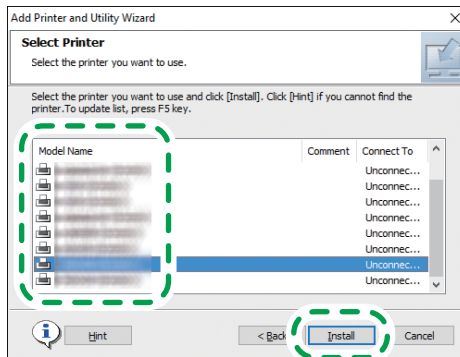 Add Printer and Utility Wizard
Select Printer
Select the printer you want to use.
Select the printer you want to use and click [Install]. Click [Hint] if you cannot find the
printer.To update list, press F5 key.
Model Name Comment Connect To
Unconnec...
Unconnec...
Unconnec...
Unconnec...
Unconnec...
Unconnec...
Unconnec...
Unconnec...
Hint < Back Install Cancel